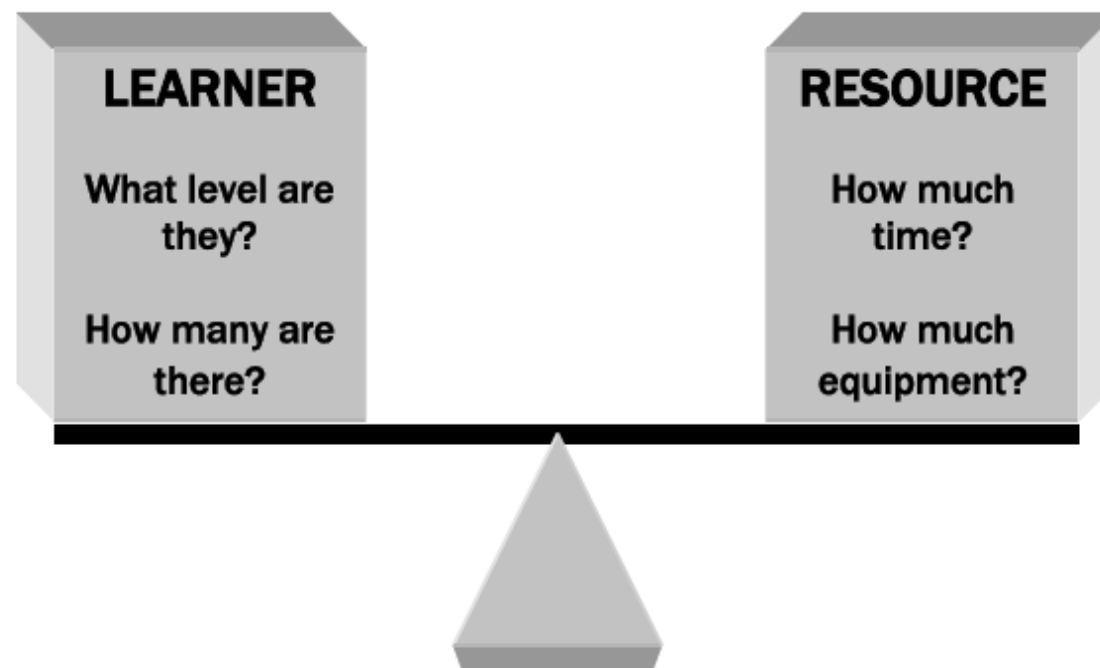 LEARNER
What level are
they?
How many are
there?
RESOURCE
How much
time?
How much
equipment?